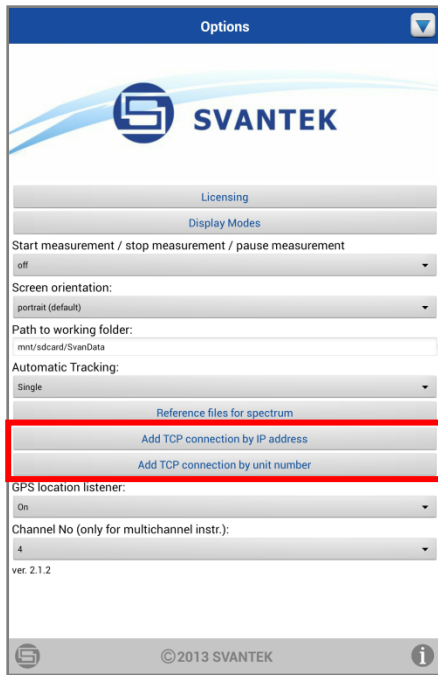 Options
SVANTEK
Licensing
Display Modes
Start measurement / stop measurement / pause measurement
off
Screen orientation:
portrait (default)
Path to working folder:
mnt/sdcard/SvanData
Automatic Tracking:
Single
Reference files for spectrum
Add TCP connection by IP address
Add TCP connection by unit number
GPS location listener:
On
Channel No (only for multichannel instr.):
4
ver. 2.1.2
©2013 SVANTEK